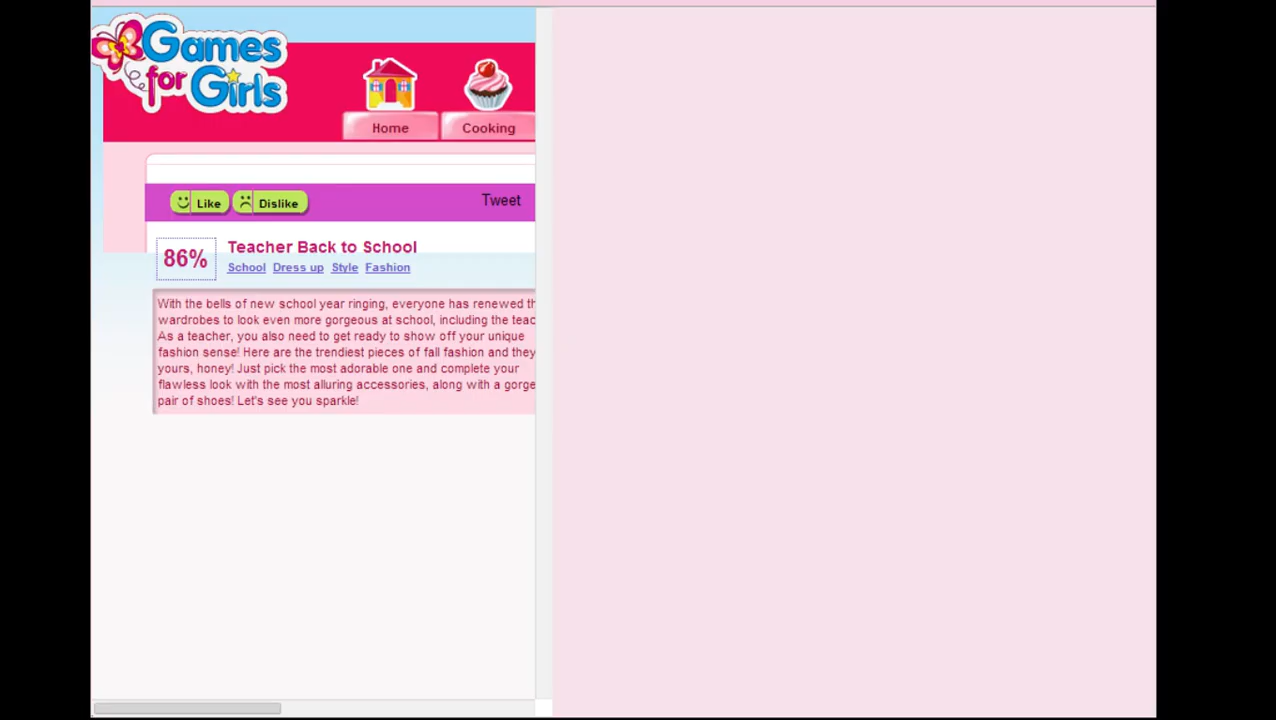 Games
for
Girls
Home
Cooking
Like
Dislike
Tweet
86%
Teacher Back to School
School Dress up Style Fashion
With the bells of new school year ringing, everyone has renewed
wardrobes to look even more gorgeous at school, including the
As a teacher, you also need to get ready to show off your unique
fashion sense! Here are the trendiest pieces of fall fashion and they
yours, honey! Just pick the most adorable one and complete your
flawless look with the most alluring accessories, along with a
pair of shoes! Let's see you sparkle!